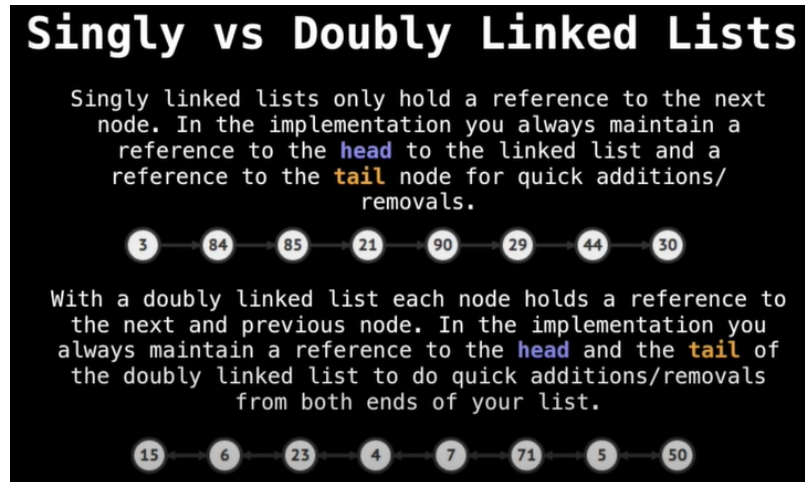 Singly vs Doubly Linked Lists
Singly linked lists only hold a reference to the next
node. In the implementation you always maintain a
reference to the head to the linked list and a
reference to the tail node for quick additions/
removals.
3 84 85 21 90 29 44 30
With a doubly linked list each node holds a reference to
the next and previous node. In the implementation you
always maintain a reference to the head and the tail of
the doubly linked list to do quick additions/removals
from both ends of your list.
15 6 23 4 7 71 5 50